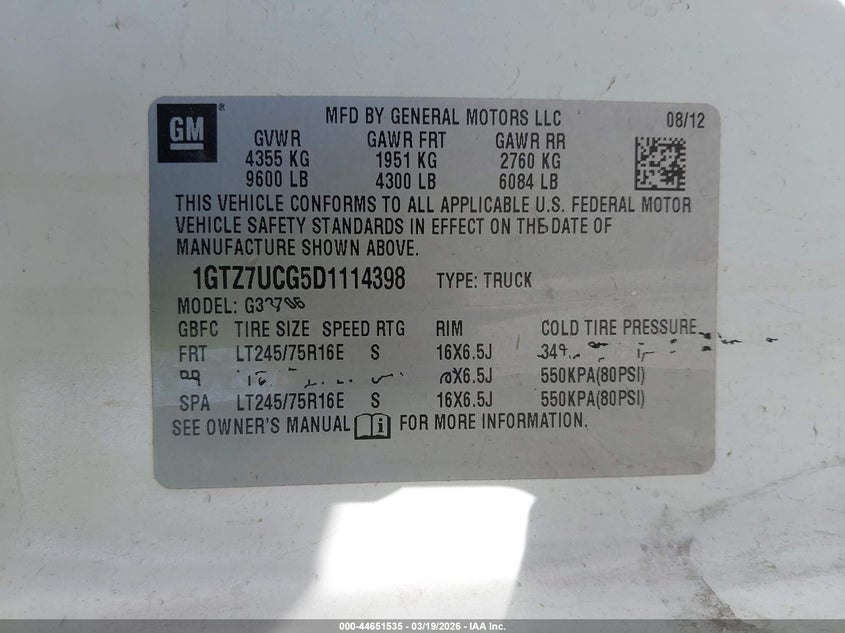 GM
MFD BY GENERAL MOTORS LLC 08/12
GVWR GAWR FRT GAWR RR
4355 KG 1951 KG 2760 KG
9600 LB 4300 LB 6084 LB
THIS VEHICLE CONFORMS TO ALL APPLICABLE U.S. FEDERAL MOTOR
VEHICLE SAFETY STANDARDS IN EFFECT ON THE DATE OF
MANUFACTURE SHOWN ABOVE.
1GTZ7UCG5D1114398 TYPE: TRUCK
MODEL:
GBFC TIRE SIZE SPEED RTG RIM COLD TIRE PRESSURE
FRT LT245/75R16E S 16X6.5J
550KPA(80PSI)
SPA LT245/75R16E S 16X6.5J 550KPA(80PSI)
SEE OWNER'S MANUAL FOR MORE INFORMATION.
000-44651535 - 03/19/2026 - IAA Inc.